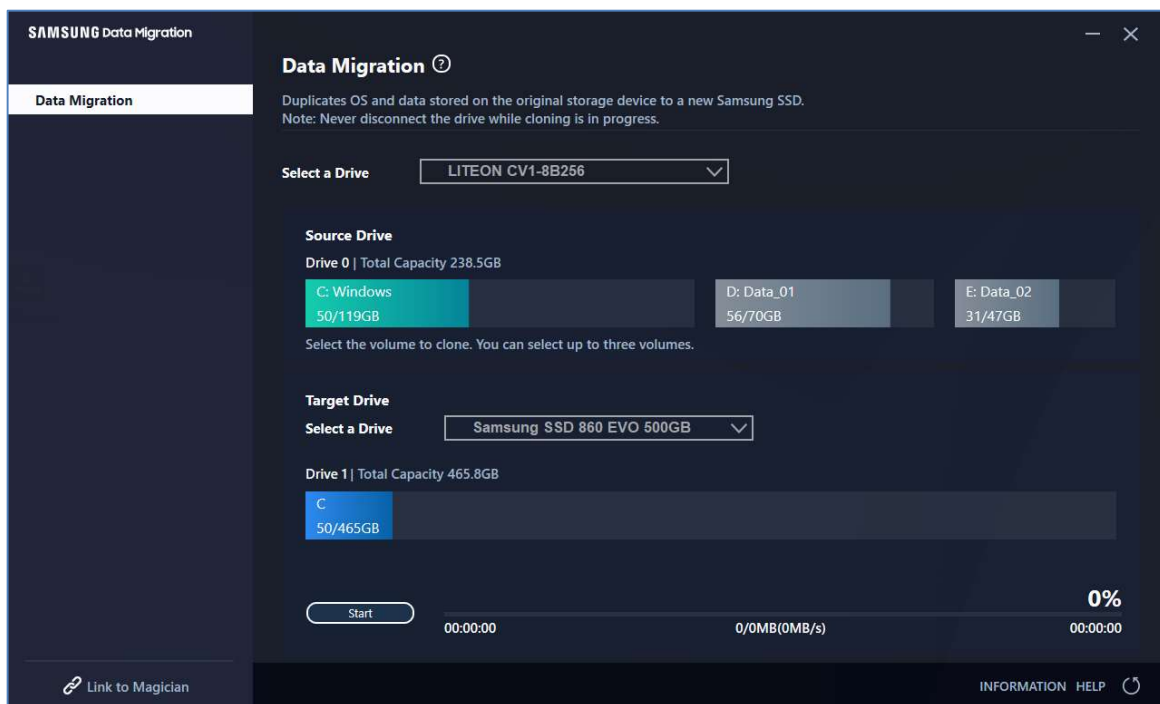 SAMSUNG Data Migration
Data Migration
Data Migration ?
Duplicates OS and data stored on the original storage device to a new Samsung SSD.
Note: Never disconnect the drive while cloning is in progress.
Select a Drive LITEON CV1-8B256
Source Drive
Drive 0 | Total Capacity 238.5GB
C: Windows D: Data_01 E: Data_02
50/119GB 56/70GB 31/47GB
Select the volume to clone. You can select up to three volumes.
Target Drive
Select a Drive Samsung SSD 860 EVO 500GB
Drive 1 | Total Capacity 465.8GB
C
50/465GB
0%
Start
00:00:00 0/0MB(0MB/s) 00:00:00
Link to Magician INFORMATION HELP